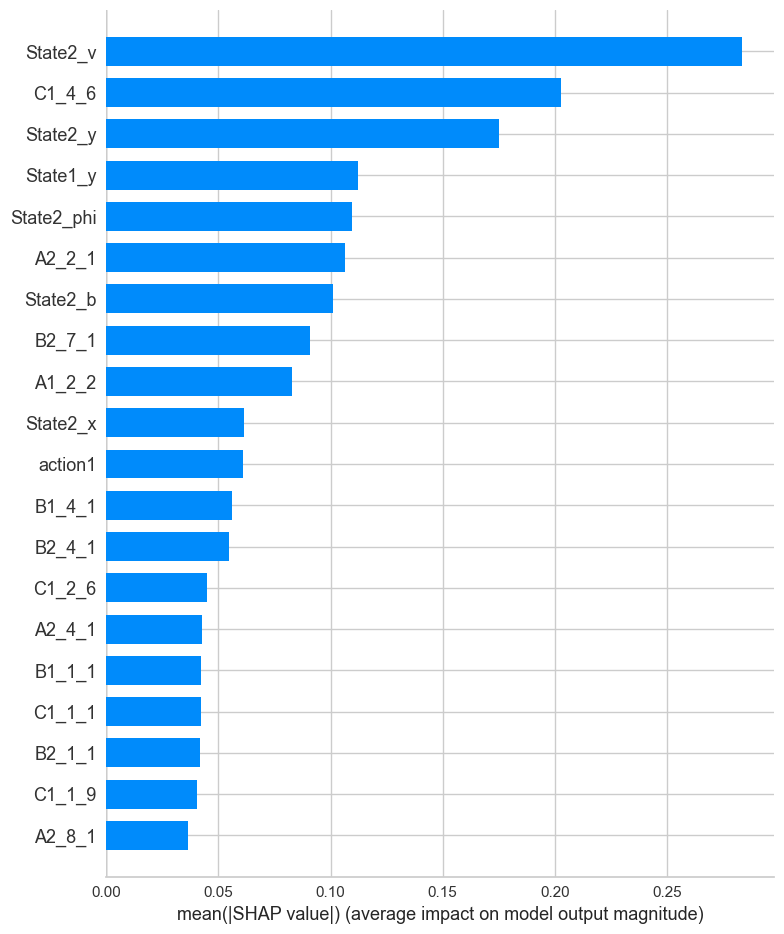 State2_v
C1_4_6
State2_y
State1_y
State2_phi
A2_2_1
State2_b
B2_7_1
A1_2_2
State2_x
action1
B1_4_1
B2_4_1
C1_2_6
A2_4_1
B1_1_1
C1_1_1
B2_1_1
C1_1_9
A2_8_1
0.00 0.05 0.10 0.15 0.20 0.25
mean(|SHAP value|) (average impact on model output magnitude)